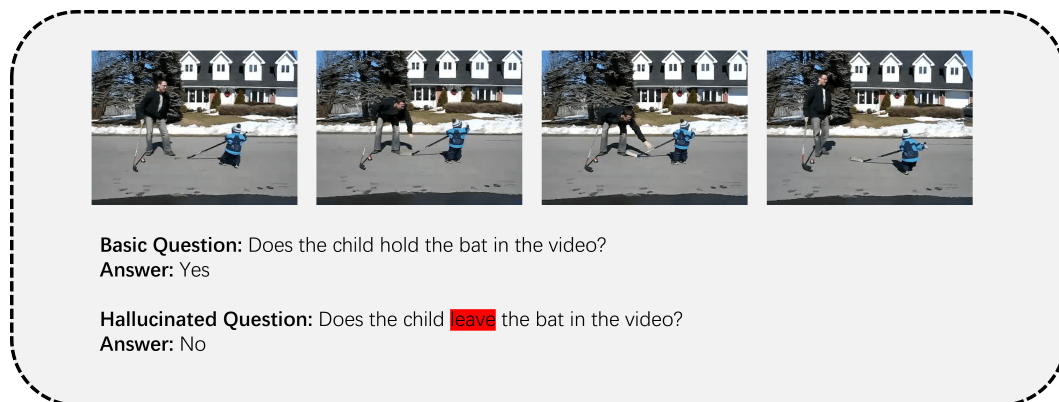 Basic Question: Does the child hold the bat in the video?
Answer: Yes
Hallucinated Question: Does the child leave the bat in the video?
Answer: No